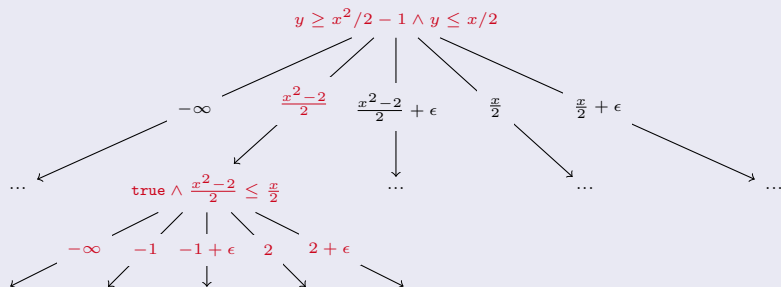 y ≥ x²/2 − 1 ∧ y ≤ x/2
−∞ (x²−2)/2 (x²−2)/2 + ϵ x/2 x/2 + ϵ
... true ∧ (x²−2)/2 ≤ x/2 ... ... ...
−∞ −1 −1 + ϵ 2 2 + ϵ